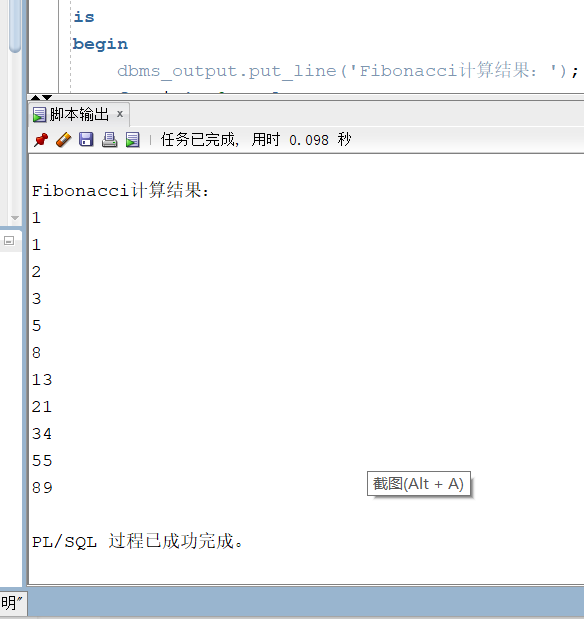 is
begin
dbms_output.put_line('Fibonacci计算结果：');
脚本输出 ×
任务已完成, 用时 0.098 秒
Fibonacci计算结果：
1
1
2
3
5
8
13
21
34
55
89
截图(Alt + A)
PL/SQL 过程已成功完成。
明"